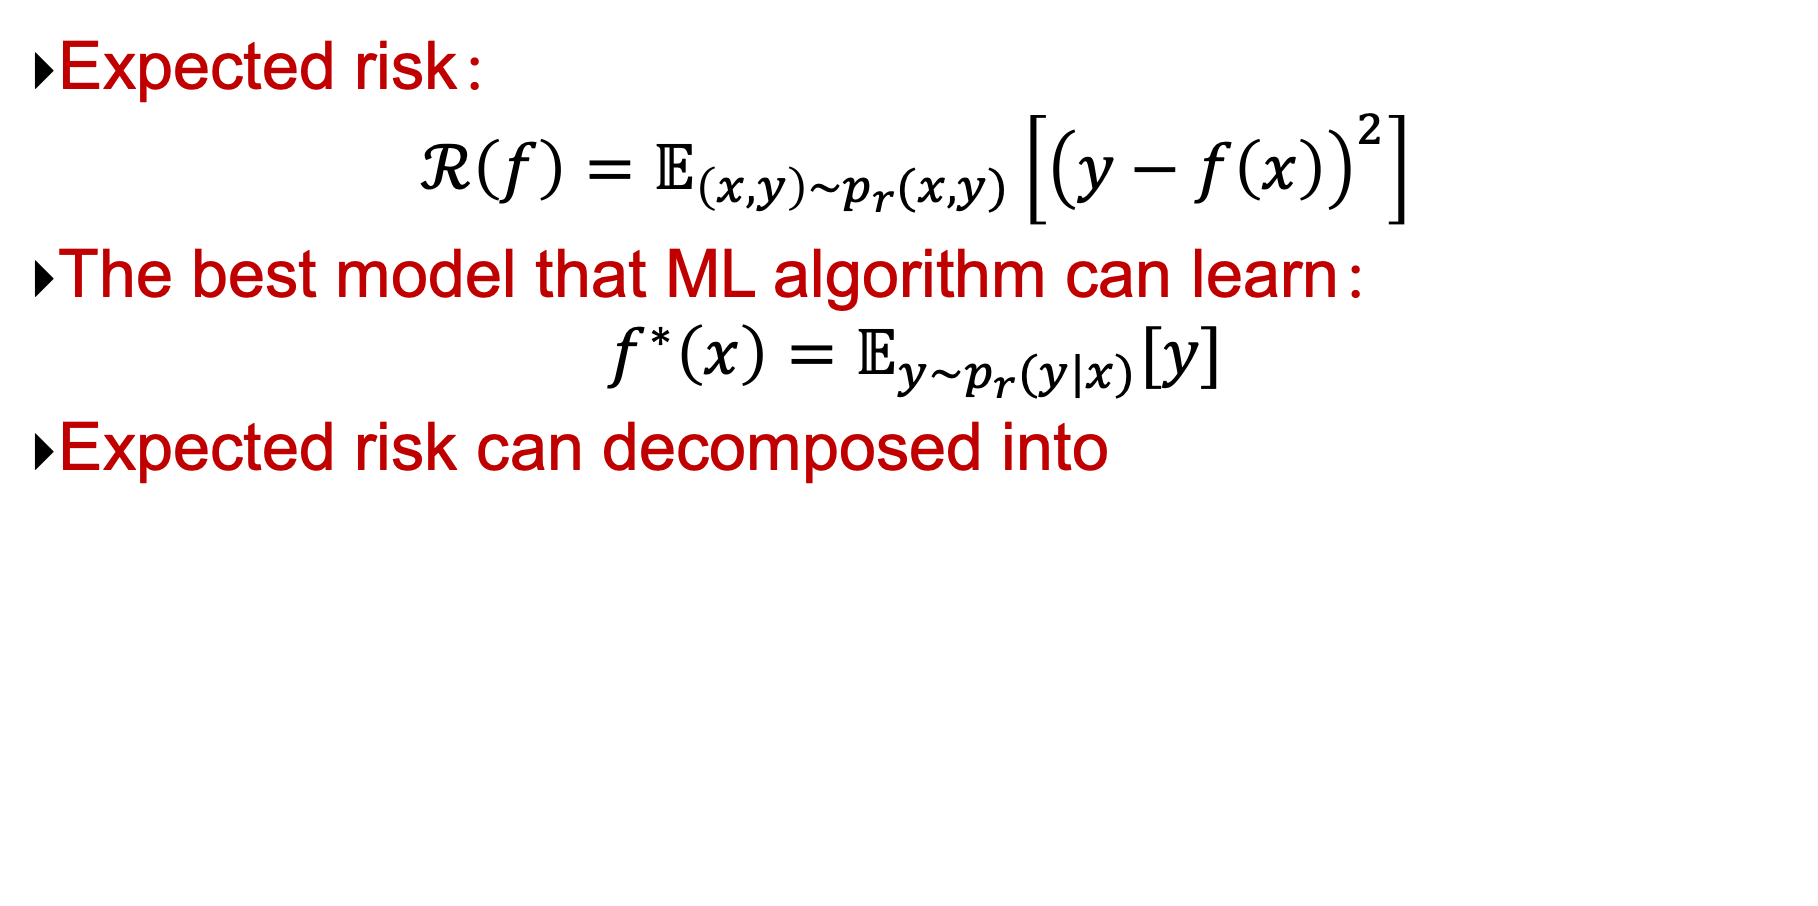 ▸Expected risk:
ℛ(f) = 𝔼_(x,y)~p_r(x,y) [(y − f(x))²]
▸The best model that ML algorithm can learn:
f*(x) = 𝔼_y~p_r(y|x)[y]
▸Expected risk can decomposed into